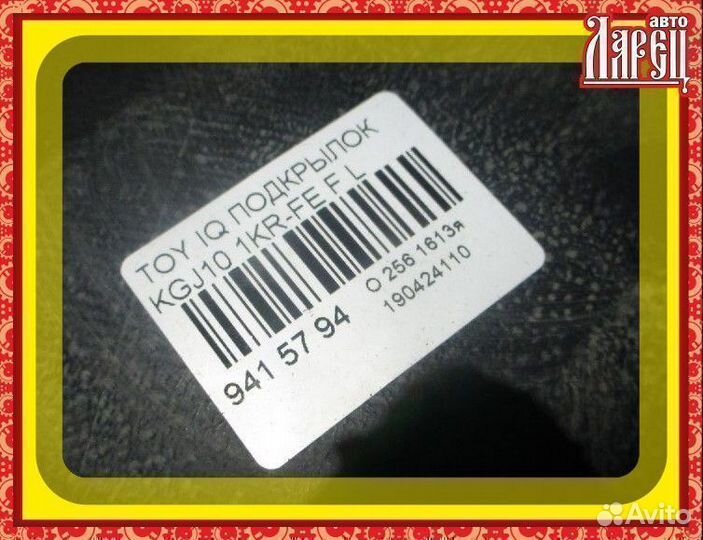 авто
ЛАРЕЦ
TOY IQ ПОДКРЫЛОК
KGJ10 1KR-FE F L
941 57 94
O 256 1613я
190424110
Avito